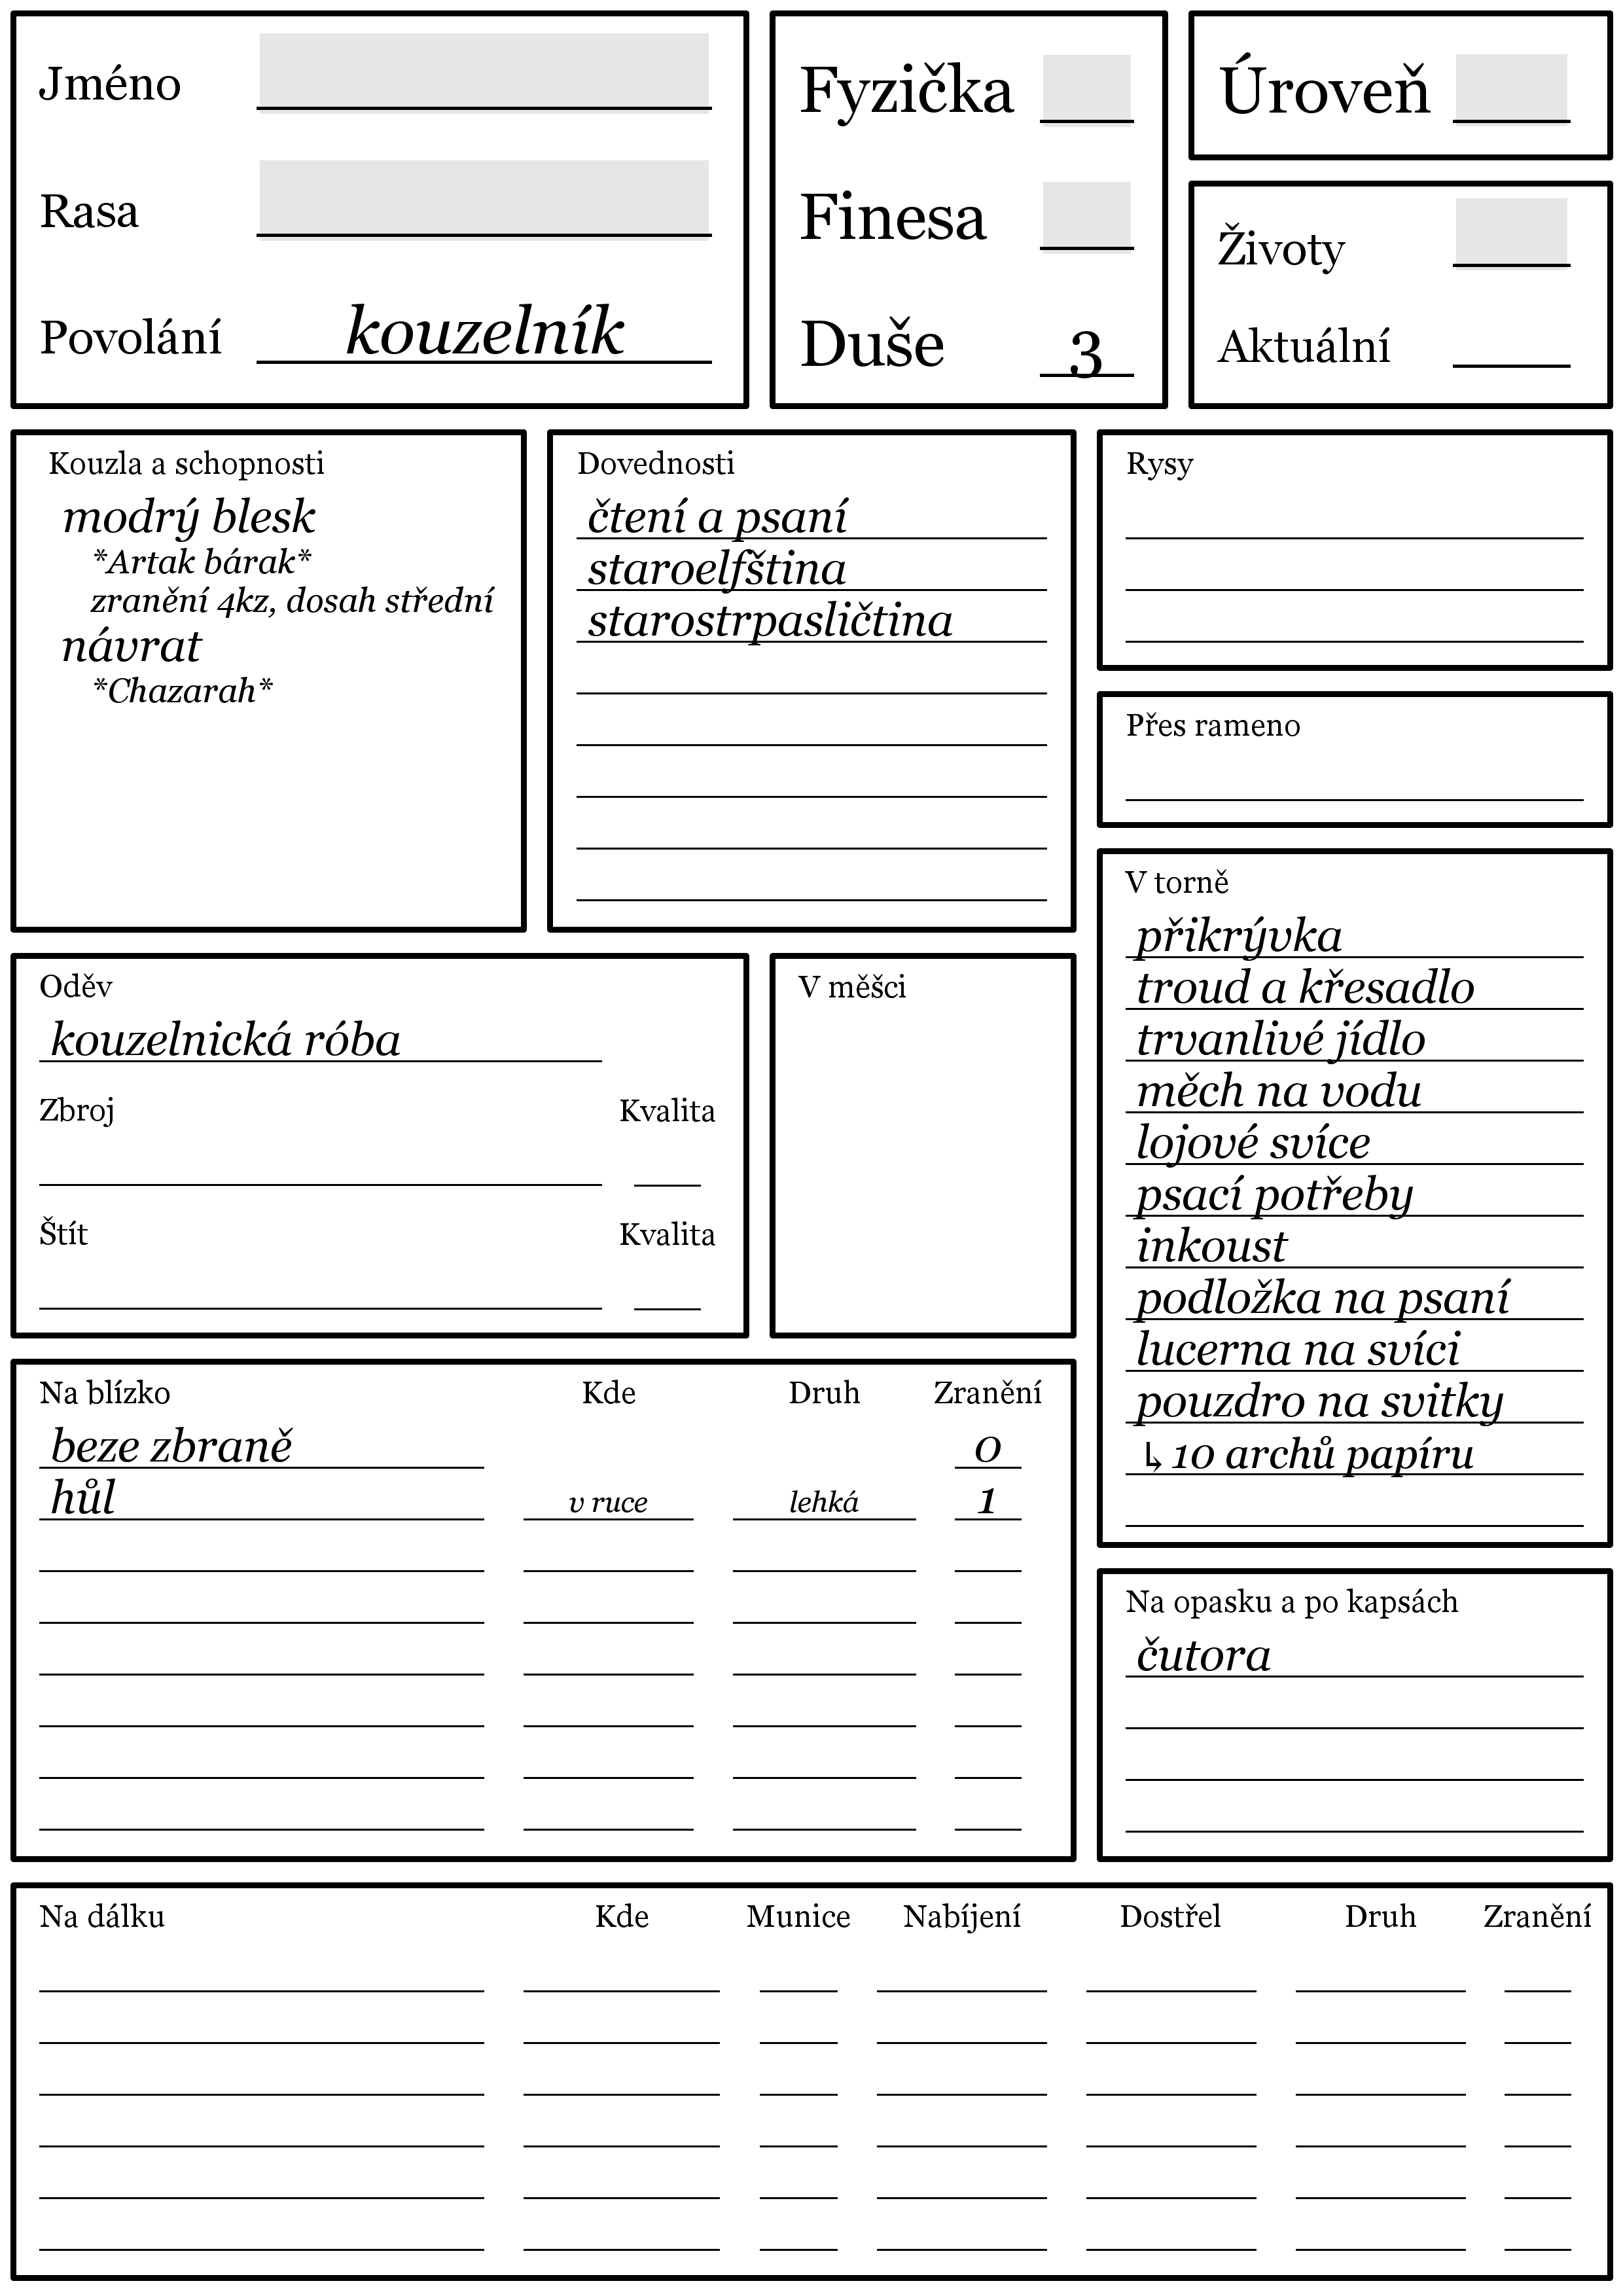 Jméno
Rasa
Povolání kouzelník
Fyzička
Finesa
Duše 3
Úroveň
Životy
Aktuální
Kouzla a schopnosti
modrý blesk
*Artak bárak*
zranění 4kz, dosah střední
návrat
*Chazarah*
Dovednosti
čtení a psaní
staroelfština
starostrpasličtina
Rysy
Přes rameno
V torně
přikrývka
troud a křesadlo
trvanlivé jídlo
měch na vodu
lojové svíce
psací potřeby
inkoust
podložka na psaní
lucerna na svíci
pouzdro na svitky
↳10 archů papíru
Oděv
kouzelnická róba
Zbroj Kvalita
Štít Kvalita
V měšci
Na blízko Kde Druh Zranění
beze zbraně 0
hůl v ruce lehká 1
Na opasku a po kapsách
čutora
Na dálku Kde Munice Nabíjení Dostřel Druh Zranění